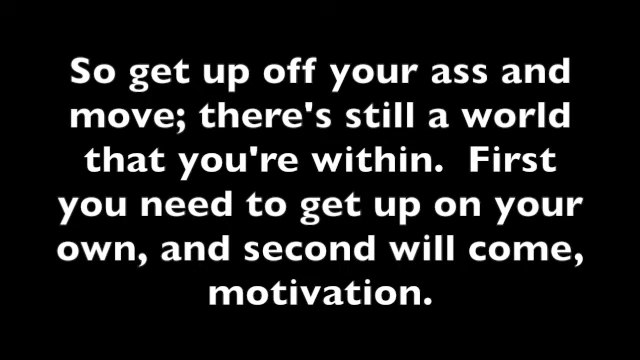 So get up off your ass and
move; there's still a world
that you're within.  First
you need to get up on your
own, and second will come,
motivation.